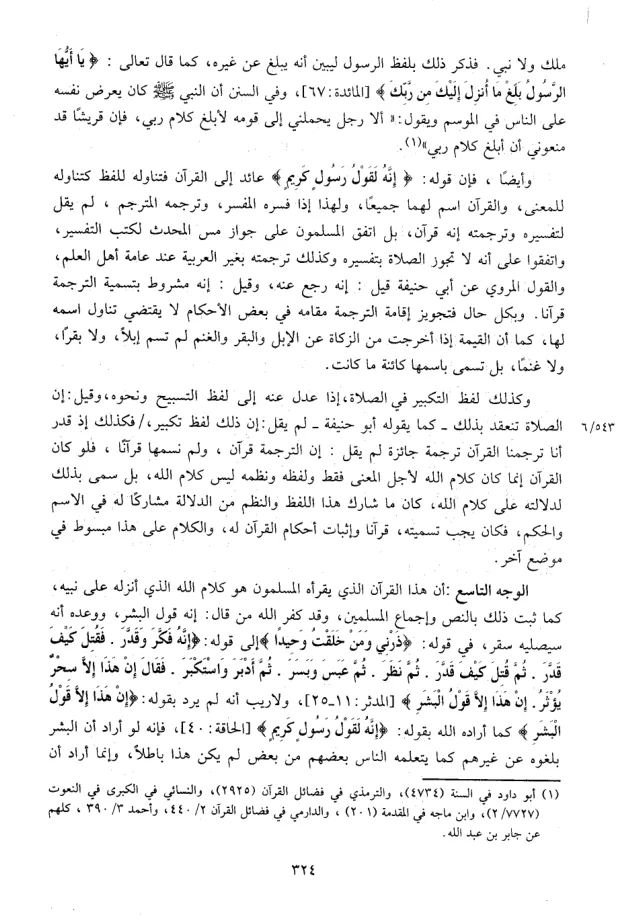 ملك ولا نبي. فذكر ذلك بلفظ الرسول ليبين أنه يبلغ عن غيره، كما قال تعالى : ﴿ يَا أَيُّهَا
الرَّسُولُ بَلِّغْ مَا أُنزِلَ إِلَيْكَ مِن رَّبِّكَ ﴾ [المائدة:٦٧]، وفي السنن أن النبي ﷺ كان يعرض نفسه
على الناس في الموسم ويقول:« ألا رجل يحملني إلى قومه لأبلغ كلام ربي، فإن قريشًا قد
منعوني أن أبلغ كلام ربي»(١).
وأيضًا ، فإن قوله: ﴿ إِنَّهُ لَقَوْلُ رَسُولٍ كَرِيمٍ ﴾ عائد إلى القرآن فتناوله للفظ كتناوله
للمعنى، والقرآن اسم لهما جميعًا، ولهذا إذا فسره المفسر، وترجمه المترجم ، لم يقل
لتفسيره وترجمته إنه قرآن، بل اتفق المسلمون على جواز مس المحدث لكتب التفسير،
واتفقوا على أنه لا تجوز الصلاة بتفسيره وكذلك ترجمته بغير العربية عند عامة أهل العلم،
والقول المروي عن أبي حنيفة قيل : إنه رجع عنه، وقيل : إنه مشروط بتسمية الترجمة
قرآنا. وبكل حال فتجويز إقامة الترجمة مقامه في بعض الأحكام لا يقتضي تناول اسمه
لها، كما أن القيمة إذا أخرجت من الزكاة عن الإبل والبقر والغنم لم تسم إبلاً، ولا بقرًا،
ولا غنمًا، بل تسمى باسمها كائنة ما كانت.
وكذلك لفظ التكبير في الصلاة،إذا عدل عنه إلى لفظ التسبيح ونحوه،وقيل:إن
٦/٥٤٣ الصلاة تنعقد بذلك ـ كما يقوله أبو حنيفة ـ لم يقل:إن ذلك لفظ تكبير،/فكذلك إذ قدر
أنا ترجمنا القرآن ترجمة جائزة لم يقل : إن الترجمة قرآن ، ولم نسمها قرآنًا ، فلو كان
القرآن إنما كان كلام الله لأجل المعنى فقط ولفظه ونظمه ليس كلام الله، بل سمى بذلك
لدلالته على كلام الله، كان ما شارك هذا اللفظ والنظم من الدلالة مشاركًا له في الاسم
والحكم، فكان يجب تسميته، قرآنا وإثبات أحكام القرآن له، والكلام على هذا مبسوط في
موضع آخر.
الوجه التاسع :أن هذا القرآن الذي يقرأه المسلمون هو كلام الله الذي أنزله على نبيه،
كما ثبت ذلك بالنص وإجماع المسلمين، وقد كفر الله من قال: إنه قول البشر، ووعده أنه
سيصليه سقر، في قوله: ﴿ذَرْنِي وَمَنْ خَلَقْتُ وَحِيدًا ﴾إلى قوله:﴿إِنَّهُ فَكَّرَ وَقَدَّرَ . فَقُتِلَ كَيْفَ
قَدَّرَ . ثُمَّ قُتِلَ كَيْفَ قَدَّرَ . ثُمَّ نَظَرَ . ثُمَّ عَبَسَ وَبَسَرَ . ثُمَّ أَدْبَرَ وَاسْتَكْبَرَ . فَقَالَ إِنْ هَذَا إِلاَّ سِحْرٌ
يُؤْثَرُ . إِنْ هَذَا إِلاَّ قَوْلُ الْبَشَرِ ﴾ [المدثر:١١ـ٢٥]، ولاريب أنه لم يرد بقوله:﴿إِنْ هَذَا إِلاَّ قَوْلُ
الْبَشَرِ ﴾ كما أراده الله بقوله: ﴿إِنَّهُ لَقَوْلُ رَسُولٍ كَرِيمٍ ﴾ [الحاقة:٤٠]، فإنه لو أراد أن البشر
بلغوه عن غيرهم كما يتعلمه الناس بعضهم من بعض لم يكن هذا باطلاً، وإنما أراد أن
(١) أبو داود في السنة (٤٧٣٤)، والترمذي في فضائل القرآن (٢٩٢٥)، والنسائي في الكبرى في النعوت
(٢/٧٧٢٧)، وابن ماجه في المقدمة (٢٠١) ، والدارمي في فضائل القرآن ٢/ ٤٤٠، وأحمد ٣/ ٣٩٠ ، كلهم
عن جابر بن عبد الله.
٣٢٤